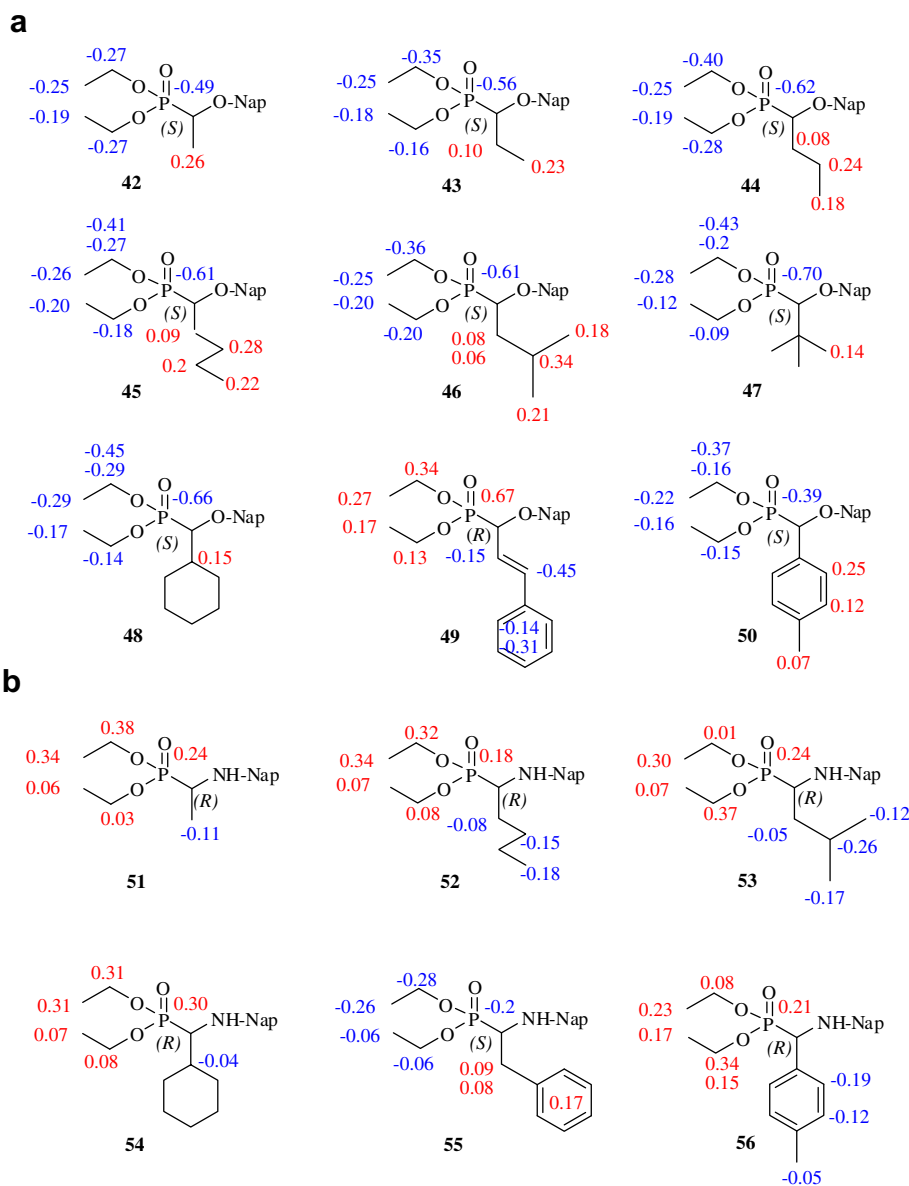 a
-0.27 O -0.35 O -0.40 O
-0.25 O -0.49 -0.25 O -0.56 -0.25 O -0.62
P O-Nap P O-Nap P O-Nap
-0.19 O -0.18 O -0.19 O
(S) (S) (S)
-0.27 -0.16 0.10 -0.28 0.08
0.26 0.23 0.24
42 43 44 0.18
-0.41 -0.43
-0.27 O -0.36 O -0.2 O
-0.26 O -0.61 -0.25 O -0.61 -0.28 O -0.70
P O-Nap P O-Nap P O-Nap
-0.20 O -0.20 O -0.12 O
(S) (S) (S)
-0.18 0.09 -0.20 0.08 0.18 -0.09
0.28 0.06 0.34 0.14
0.2 0.22
45 46 0.21 47
-0.45 -0.37
-0.29 O 0.34 O -0.16 O
-0.29 O -0.66 0.27 O 0.67 -0.22 O -0.39
P O-Nap P O-Nap P O-Nap
-0.17 O 0.17 O -0.16 O
(S) (R) (S)
-0.14 0.15 0.13 -0.15 -0.15
-0.45 0.25
0.12
48 49 -0.14 50
-0.31 0.07
b
0.38 O 0.32 O 0.01 O
0.34 O 0.24 0.34 O 0.18 0.30 O 0.24
P NH-Nap P NH-Nap P NH-Nap
0.06 O 0.07 O 0.07 O
(R) (R) (R)
0.03 -0.11 0.08 -0.08 0.37 -0.05 -0.12
-0.15 -0.26
-0.18 -0.17
51 52 53
0.31 O -0.28 O 0.08 O
0.31 O 0.30 -0.26 O -0.2 0.23 O 0.21
P NH-Nap P NH-Nap P NH-Nap
0.07 O -0.06 O 0.17 O
(R) (S) (R)
0.08 -0.04 -0.06 0.09 0.34
0.08 0.15
0.17 -0.19
-0.12
54 55 56
-0.05